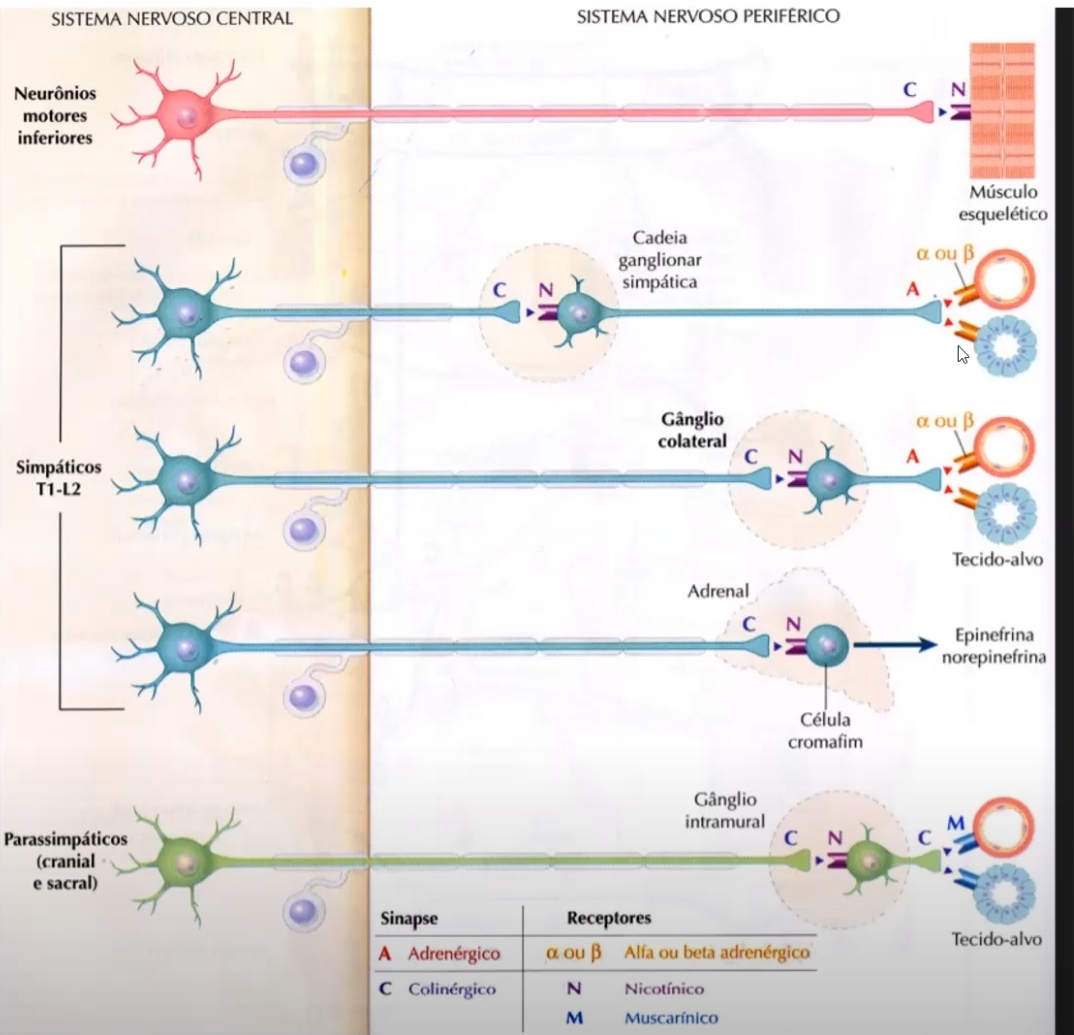 SISTEMA NERVOSO CENTRAL
SISTEMA NERVOSO PERIFÉRICO
Neurônios
motores
inferiores
C
N
Músculo
esquelético
Cadeia
ganglionar
simpática
C
N
A
α ou β
Simpáticos
T1-L2
Gânglio
colateral
C
N
A
α ou β
Tecido-alvo
Adrenal
C
N
Epinefrina
norepinefrina
Célula
cromafim
Parassimpáticos
(cranial
e sacral)
Gânglio
intramural
C
N
C
M
Tecido-alvo
Sinapse Receptores
A Adrenérgico α ou β Alfa ou beta adrenérgico
C Colinérgico N Nicotínico
M Muscarínico